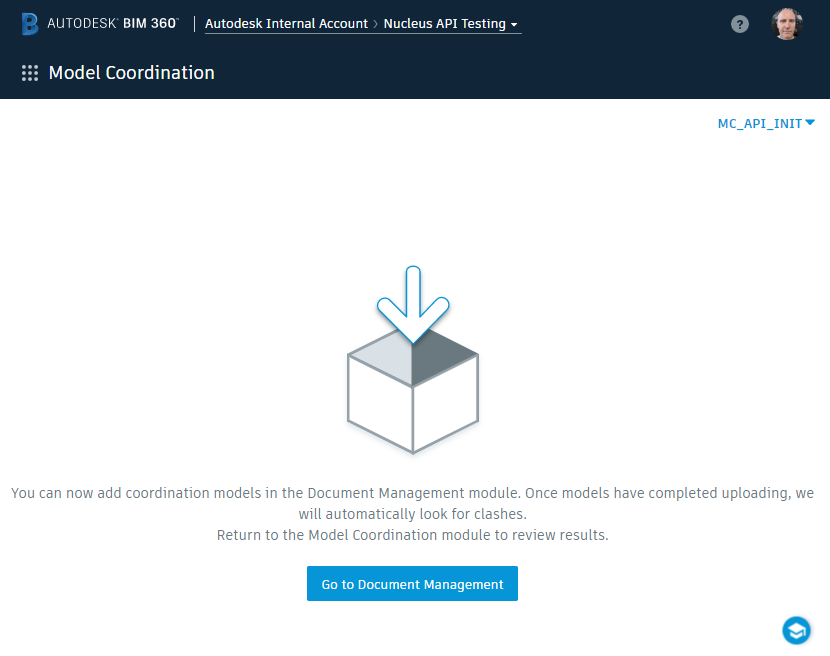 AUTODESK® BIM 360™ Autodesk Internal Account > Nucleus API Testing
?
Model Coordination
MC_API_INIT
You can now add coordination models in the Document Management module. Once models have completed uploading, we
will automatically look for clashes.
Return to the Model Coordination module to review results.
Go to Document Management